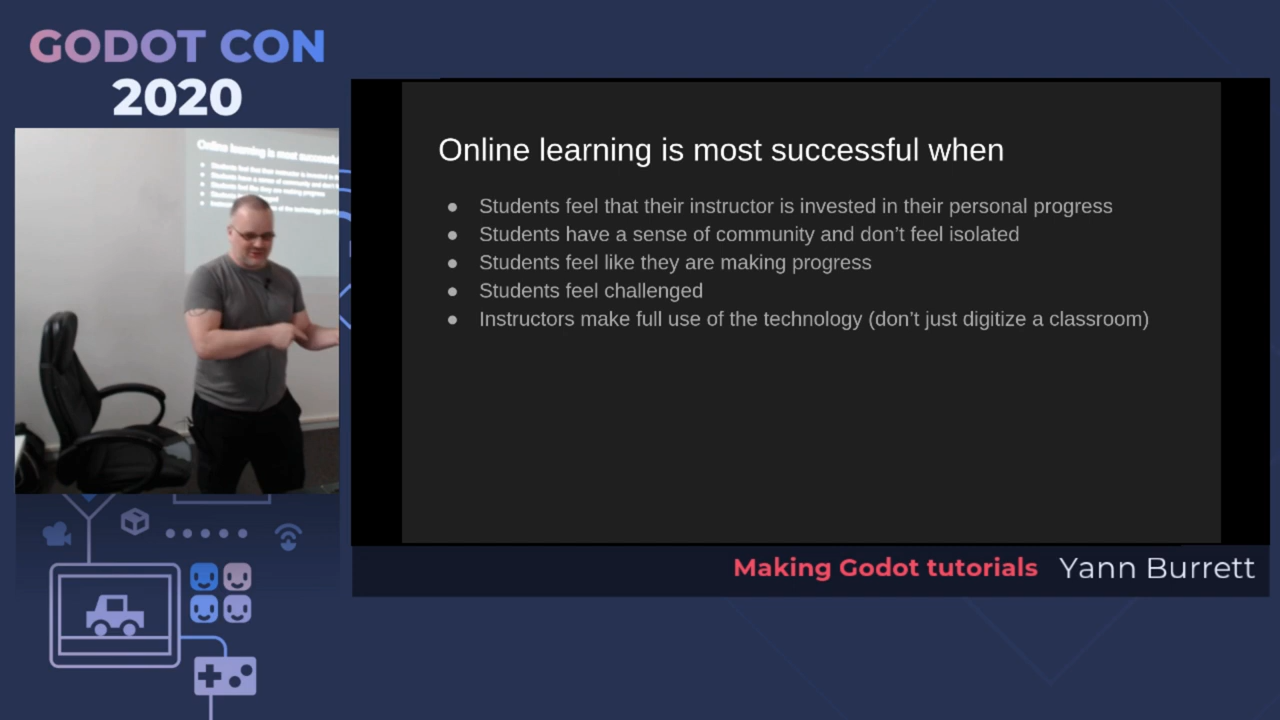 GODOT CON
2020
Online learning is most successful when
● Students feel that their instructor is invested in their personal progress
● Students have a sense of community and don't feel isolated
● Students feel like they are making progress
● Students feel challenged
● Instructors make full use of the technology (don't just digitize a classroom)
Making Godot tutorials Yann Burrett